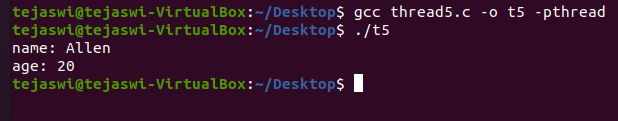 tejaswi@tejaswi-VirtualBox:~/Desktop$ gcc thread5.c -o t5 -pthread
tejaswi@tejaswi-VirtualBox:~/Desktop$ ./t5
name: Allen
age: 20
tejaswi@tejaswi-VirtualBox:~/Desktop$